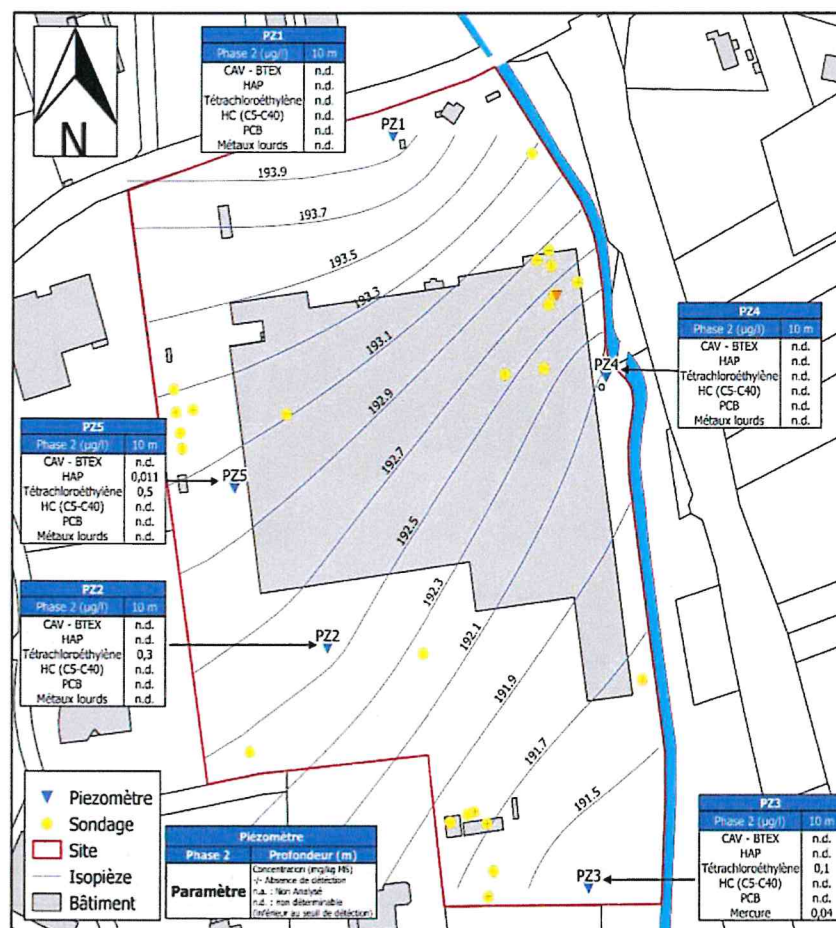 PZ1
Phase 2 (µg/l) 10 m
CAV - BTEX n.d.
HAP n.d.
Tétrachloroéthylène n.d.
HC (C5-C40) n.d.
PCB n.d.
Métaux lourds n.d.
N
PZ1
193.9
193.7
193.5
193.3
193.1
192.9
192.7
192.5
192.3
192.1
191.9
191.7
191.5
PZ4
PZ4
Phase 2 (µg/l) 10 m
CAV - BTEX n.d.
HAP n.d.
Tétrachloroéthylène n.d.
HC (C5-C40) n.d.
PCB n.d.
Métaux lourds n.d.
PZ5
Phase 2 (µg/l) 10 m
CAV - BTEX n.d.
HAP 0,011
Tétrachloroéthylène 0,5
HC (C5-C40) n.d.
PCB n.d.
Métaux lourds n.d.
PZ5
PZ2
Phase 2 (µg/l) 10 m
CAV - BTEX n.d.
HAP n.d.
Tétrachloroéthylène 0,3
HC (C5-C40) n.d.
PCB n.d.
Métaux lourds n.d.
PZ2
Piezomètre
Sondage
Site
Isopièze
Bâtiment
Piézomètre
Phase 2 Profondeur (m)
Paramètre
Concentration (mg/kg MS)
-/- Absence de détection
n.a. : Non Analysé
n.d. : non déterminable
(inférieur au seuil de détection)
PZ3
PZ3
Phase 2 (µg/l) 10 m
CAV - BTEX n.d.
HAP n.d.
Tétrachloroéthylène 0,1
HC (C5-C40) n.d.
PCB n.d.
Mercure 0,04